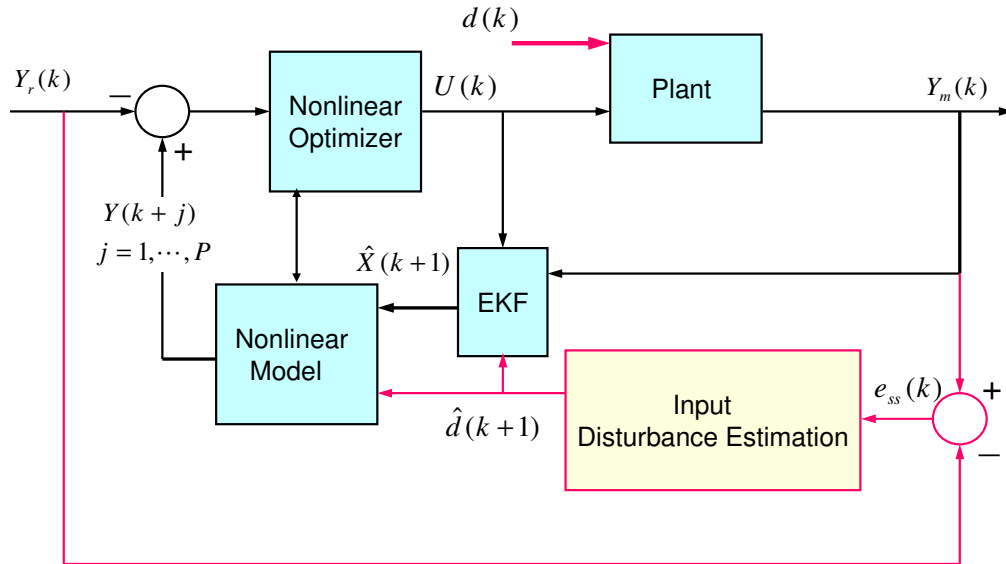 d(k)
Y_r(k)
−
+
Nonlinear
Optimizer
U(k)
Plant
Y_m(k)
Y(k + j)
j = 1,⋯, P
X̂(k+1)
EKF
Nonlinear
Model
d̂(k+1)
Input
Disturbance Estimation
e_ss(k)
+
−